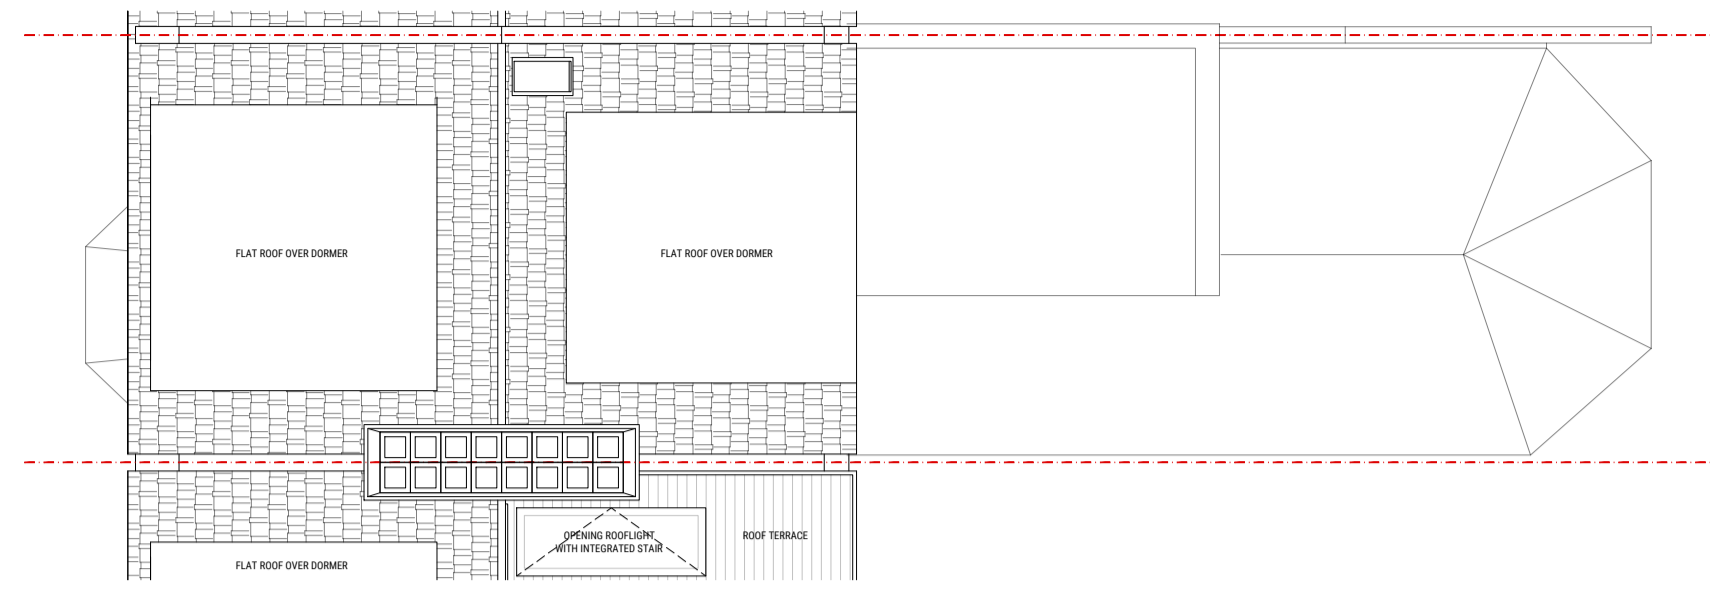 FLAT ROOF OVER DORMER
FLAT ROOF OVER DORMER
OPENING ROOFLIGHT
WITH INTEGRATED STAIR
ROOF TERRACE
FLAT ROOF OVER DORMER